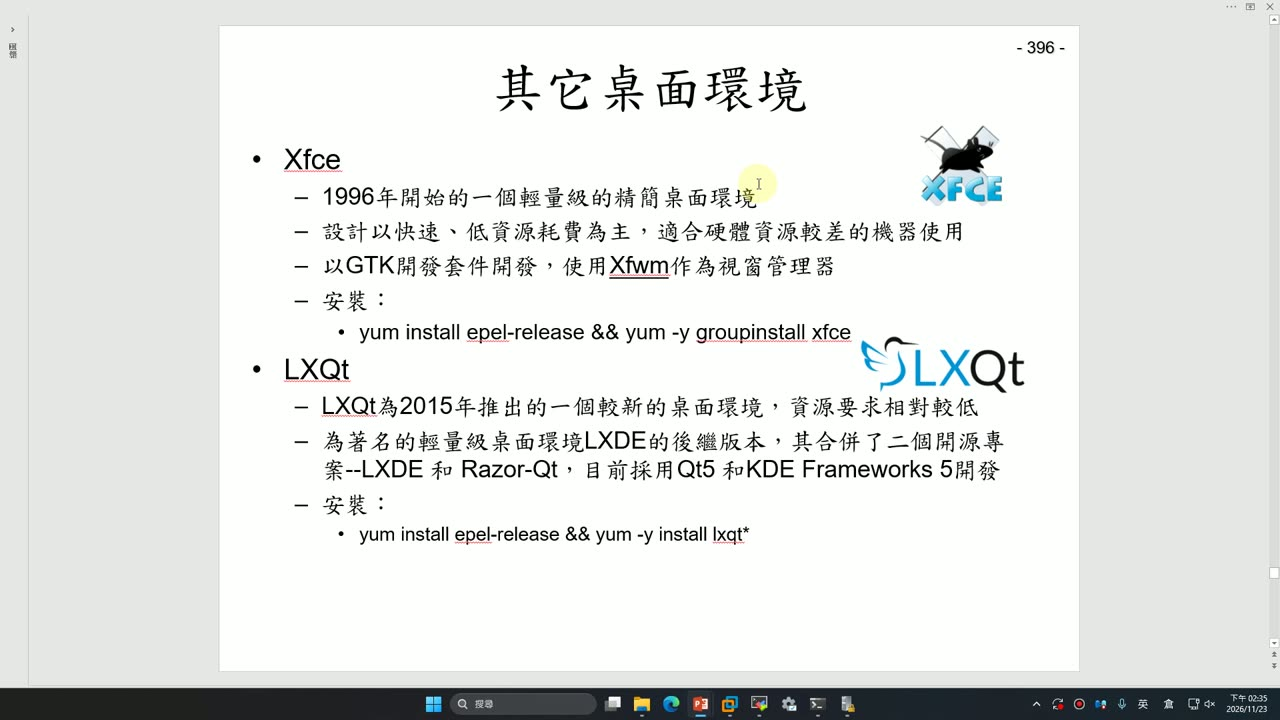 - 396 -
其它桌面環境
• Xfce
XFCE
– 1996年開始的一個輕量級的精簡桌面環境
– 設計以快速、低資源耗費為主，適合硬體資源較差的機器使用
– 以GTK開發套件開發，使用Xfwm作為視窗管理器
– 安裝：
• yum install epel-release && yum -y groupinstall xfce
• LXQt
LXQt
– LXQt為2015年推出的一個較新的桌面環境，資源要求相對較低
– 為著名的輕量級桌面環境LXDE的後繼版本，其合併了二個開源專
案--LXDE 和 Razor-Qt，目前採用Qt5 和KDE Frameworks 5開發
– 安裝：
• yum install epel-release && yum -y install lxqt*
搜尋
英
下午 02:35
2026/11/23